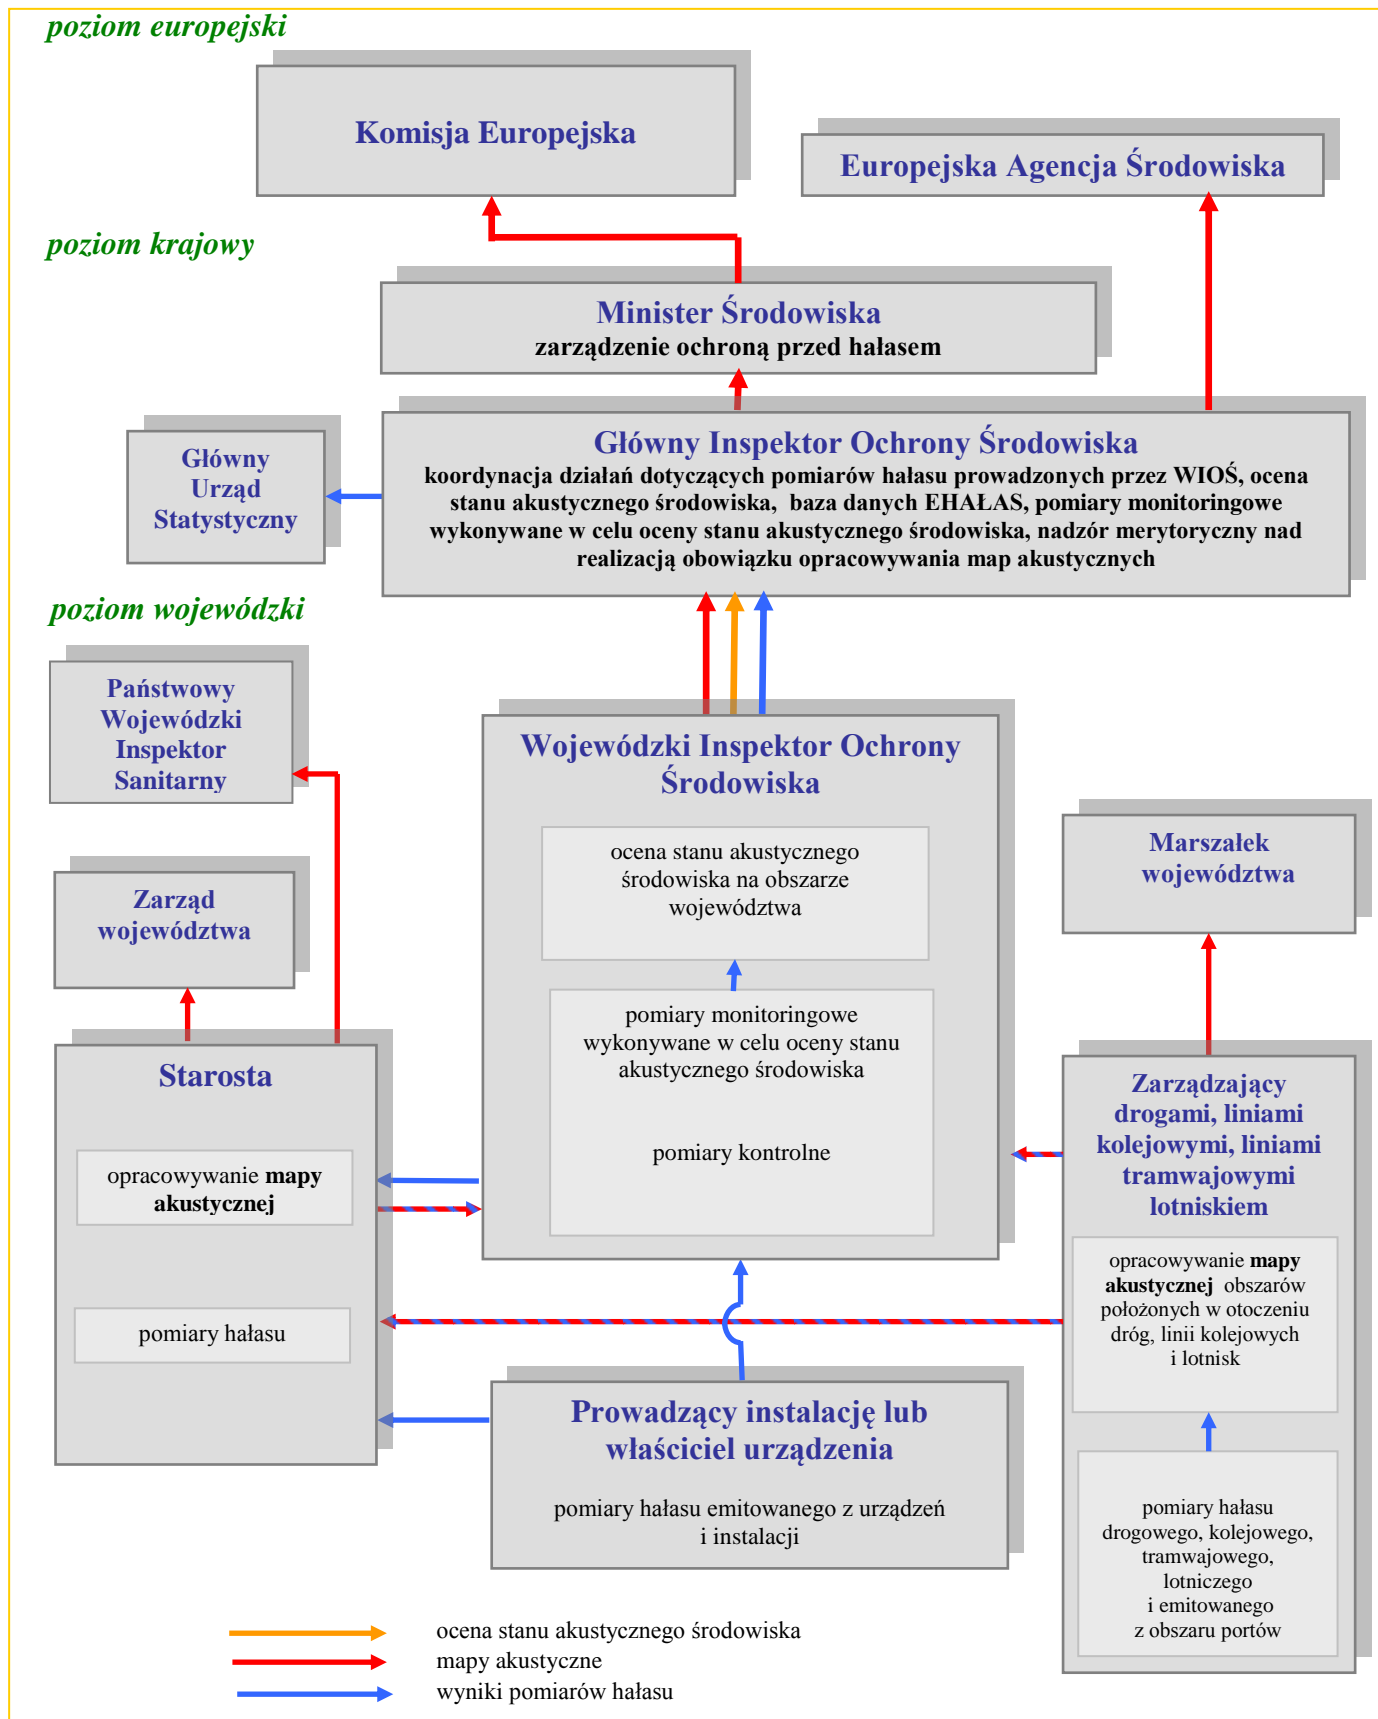 poziom europejski
Komisja Europejska
Europejska Agencja Środowiska
poziom krajowy
Minister Środowiska
zarządzenie ochroną przed hałasem
Główny
Urząd
Statystyczny
Główny Inspektor Ochrony Środowiska
koordynacja działań dotyczących pomiarów hałasu prowadzonych przez WIOŚ, ocena
stanu akustycznego środowiska, baza danych EHAŁAS, pomiary monitoringowe
wykonywane w celu oceny stanu akustycznego środowiska, nadzór merytoryczny nad
realizacją obowiązku opracowywania map akustycznych
poziom wojewódzki
Państwowy
Wojewódzki
Inspektor
Sanitarny
Zarząd
województwa
Wojewódzki Inspektor Ochrony
Środowiska
ocena stanu akustycznego
środowiska na obszarze
województwa
pomiary monitoringowe
wykonywane w celu oceny stanu
akustycznego środowiska
pomiary kontrolne
Marszałek
województwa
Starosta
opracowywanie mapy
akustycznej
pomiary hałasu
Zarządzający
drogami, liniami
kolejowymi, liniami
tramwajowymi
lotniskiem
opracowywanie mapy
akustycznej obszarów
położonych w otoczeniu
dróg, linii kolejowych
i lotnisk
pomiary hałasu
drogowego, kolejowego,
tramwajowego,
lotniczego
i emitowanego
z obszaru portów
Prowadzący instalację lub
właściciel urządzenia
pomiary hałasu emitowanego z urządzeń
i instalacji
ocena stanu akustycznego środowiska
mapy akustyczne
wyniki pomiarów hałasu